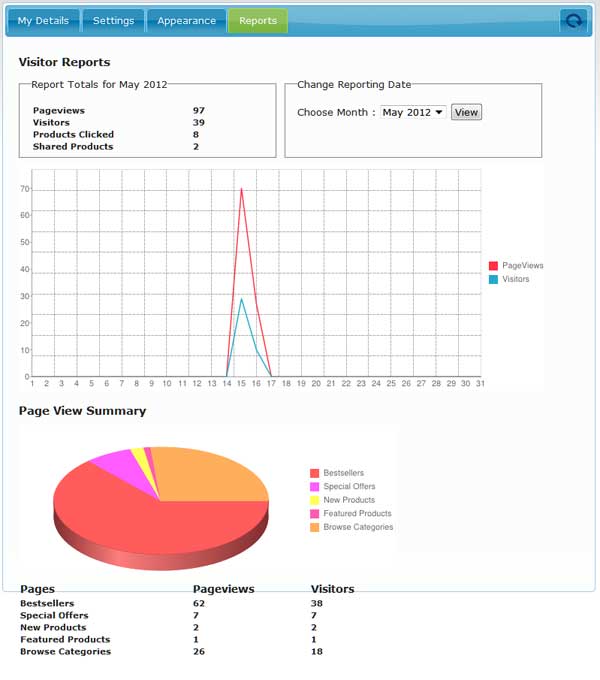 My Details Settings Appearance Reports
Visitor Reports
Report Totals for May 2012
Pageviews 97
Visitors 39
Products Clicked 8
Shared Products 2
Change Reporting Date
Choose Month : May 2012 View
70
60
50
40
30
20
10
0
1 2 3 4 5 6 7 8 9 10 11 12 13 14 15 16 17 18 19 20 21 22 23 24 25 26 27 28 29 30 31
PageViews
Visitors
Page View Summary
Bestsellers
Special Offers
New Products
Featured Products
Browse Categories
Pages Pageviews Visitors
Bestsellers 62 38
Special Offers 7 7
New Products 2 2
Featured Products 1 1
Browse Categories 26 18